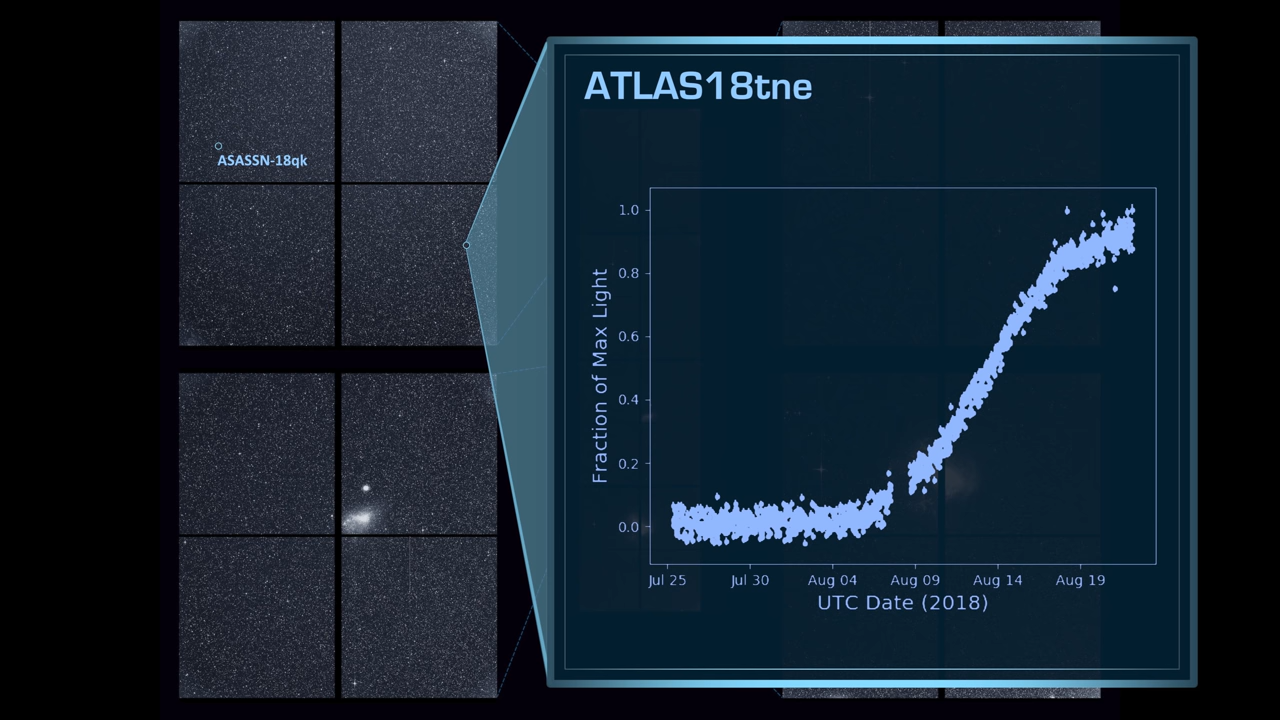 ATLAS18tne
ASASSN-18qk
Fraction of Max Light
1.0
0.8
0.6
0.4
0.2
0.0
Jul 25 Jul 30 Aug 04 Aug 09 Aug 14 Aug 19
UTC Date (2018)